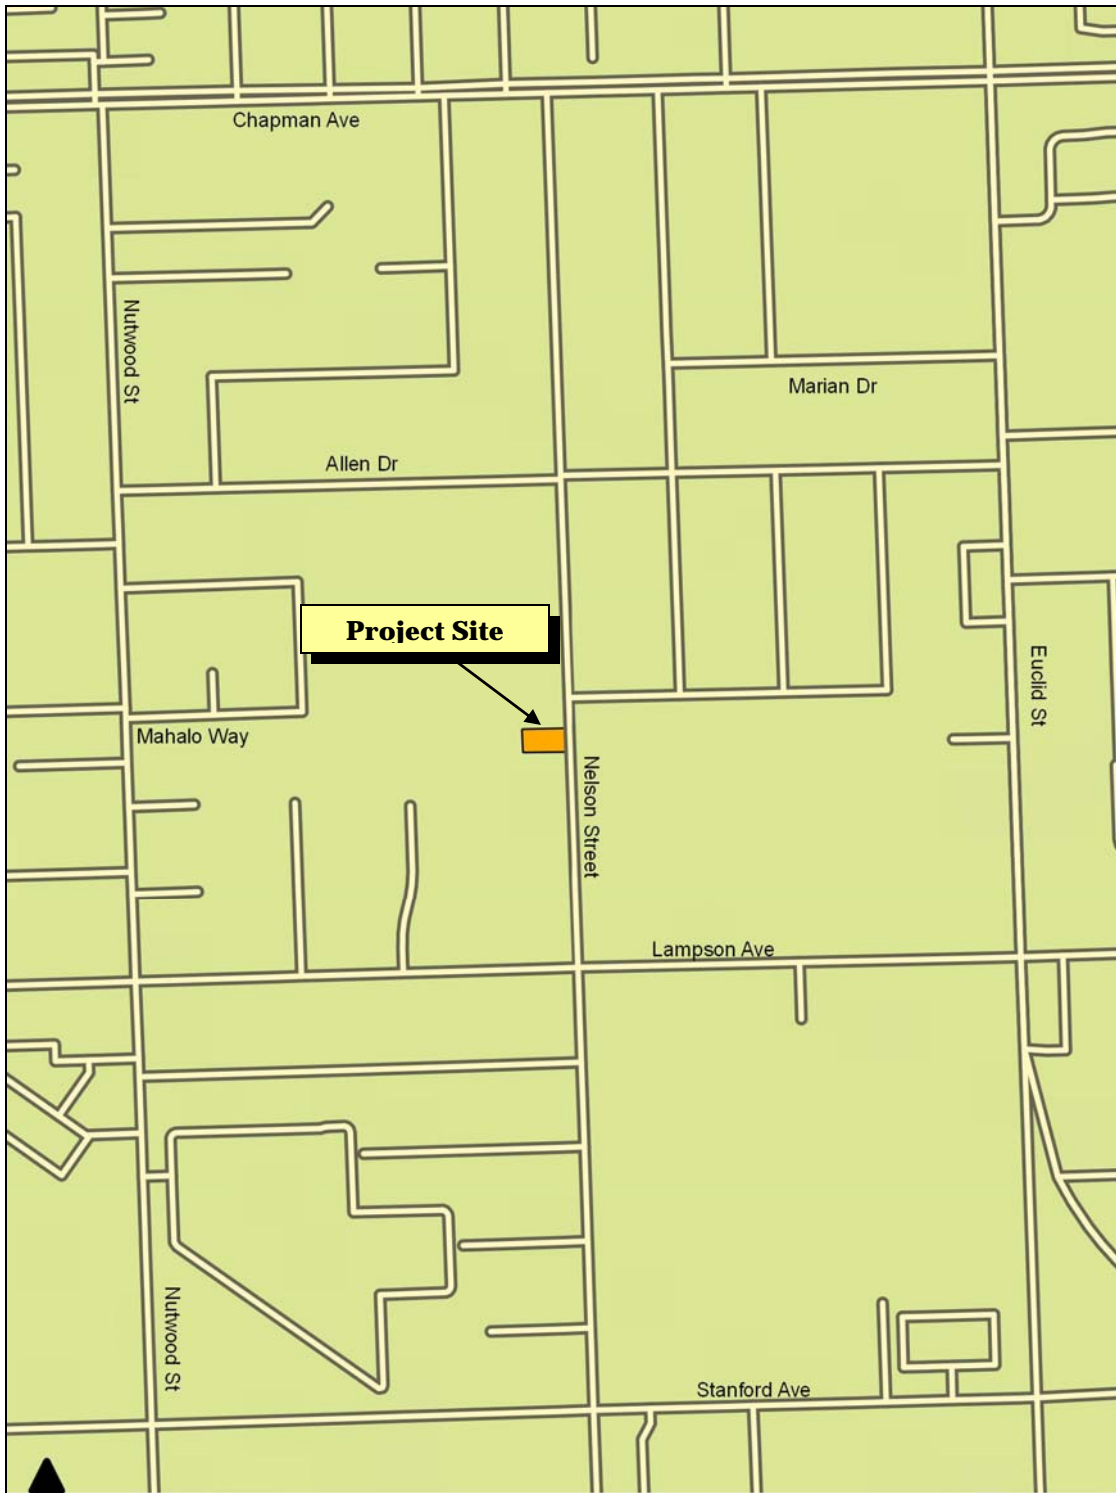 Chapman Ave
Nutwood St
Marian Dr
Allen Dr
Project Site
Euclid St
Mahalo Way
Nelson Street
Lampson Ave
Nutwood St
Stanford Ave